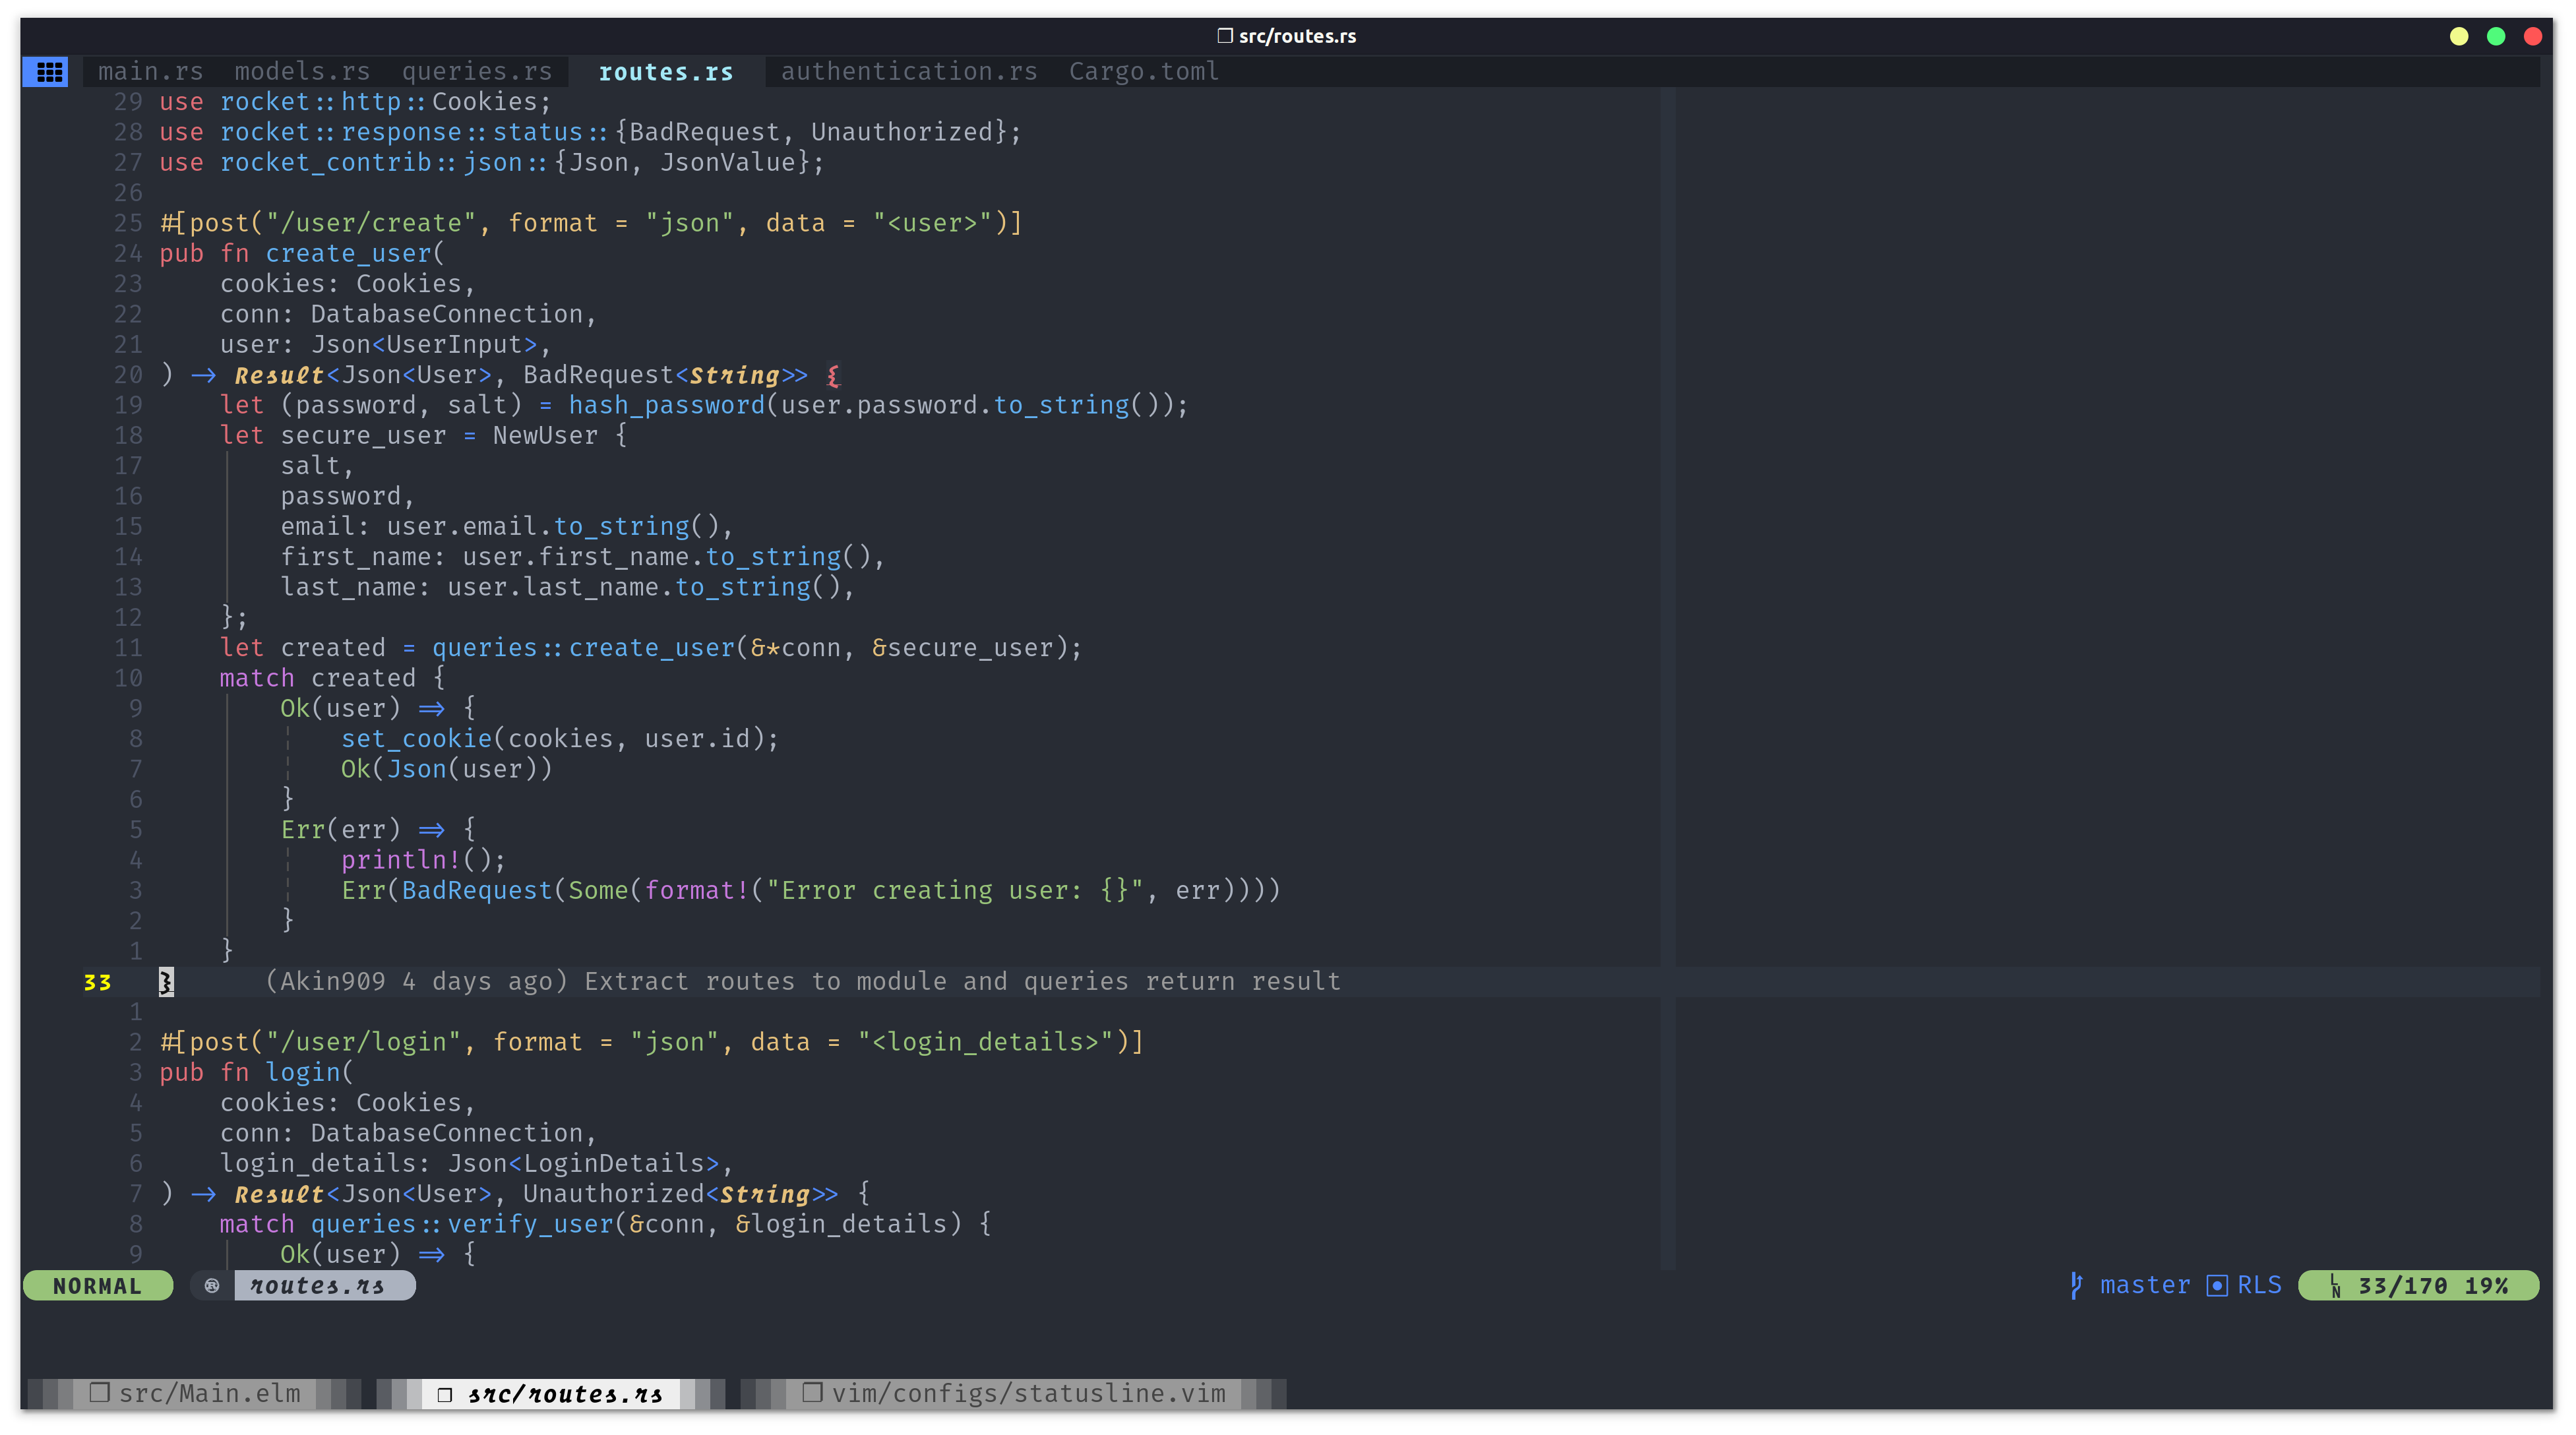 src/routes.rs
main.rs models.rs queries.rs routes.rs authentication.rs Cargo.toml
29 use rocket::http::Cookies;
28 use rocket::response::status::{BadRequest, Unauthorized};
27 use rocket_contrib::json::{Json, JsonValue};
26
25 #[post("/user/create", format = "json", data = "<user>")]
24 pub fn create_user(
23     cookies: Cookies,
22     conn: DatabaseConnection,
21     user: Json<UserInput>,
20 ) -> Result<Json<User>, BadRequest<String>> {
19     let (password, salt) = hash_password(user.password.to_string());
18     let secure_user = NewUser {
17         salt,
16         password,
15         email: user.email.to_string(),
14         first_name: user.first_name.to_string(),
13         last_name: user.last_name.to_string(),
12     };
11     let created = queries::create_user(&*conn, &secure_user);
10     match created {
9         Ok(user) => {
8             set_cookie(cookies, user.id);
7             Ok(Json(user))
6         }
5         Err(err) => {
4             println!();
3             Err(BadRequest(Some(format!("Error creating user: {}", err))))
2         }
1     }
33 }      (Akin909 4 days ago) Extract routes to module and queries return result
1
2 #[post("/user/login", format = "json", data = "<login_details>")]
3 pub fn login(
4     cookies: Cookies,
5     conn: DatabaseConnection,
6     login_details: Json<LoginDetails>,
7 ) -> Result<Json<User>, Unauthorized<String>> {
8     match queries::verify_user(&conn, &login_details) {
9         Ok(user) => {
NORMAL routes.rs master RLS LN 33/170 19%
src/Main.elm src/routes.rs vim/configs/statusline.vim